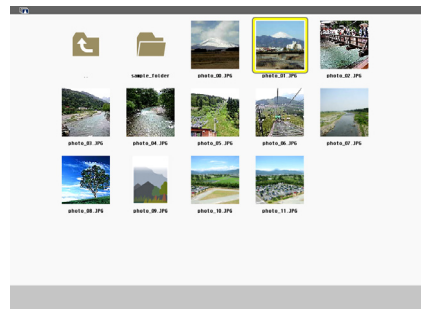 ..
sample_folder
photo_00.JPG
photo_01.JPG
photo_02.JPG
photo_03.JPG
photo_04.JPG
photo_05.JPG
photo_06.JPG
photo_07.JPG
photo_08.JPG
photo_09.JPG
photo_10.JPG
photo_11.JPG